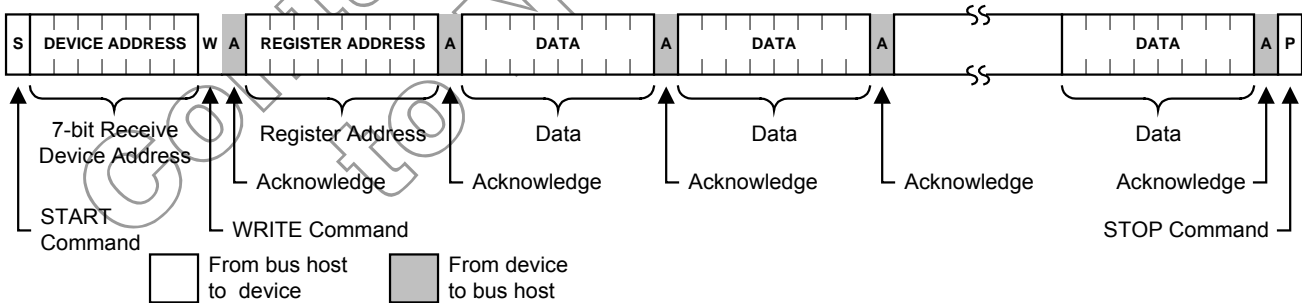 S DEVICE ADDRESS W A REGISTER ADDRESS A DATA A DATA A DATA A P
7-bit Receive
Device Address
Register Address
Data
Data
Data
Acknowledge
Acknowledge
Acknowledge
Acknowledge
Acknowledge
START
Command
WRITE Command
STOP Command
From bus host
to device
From device
to bus host